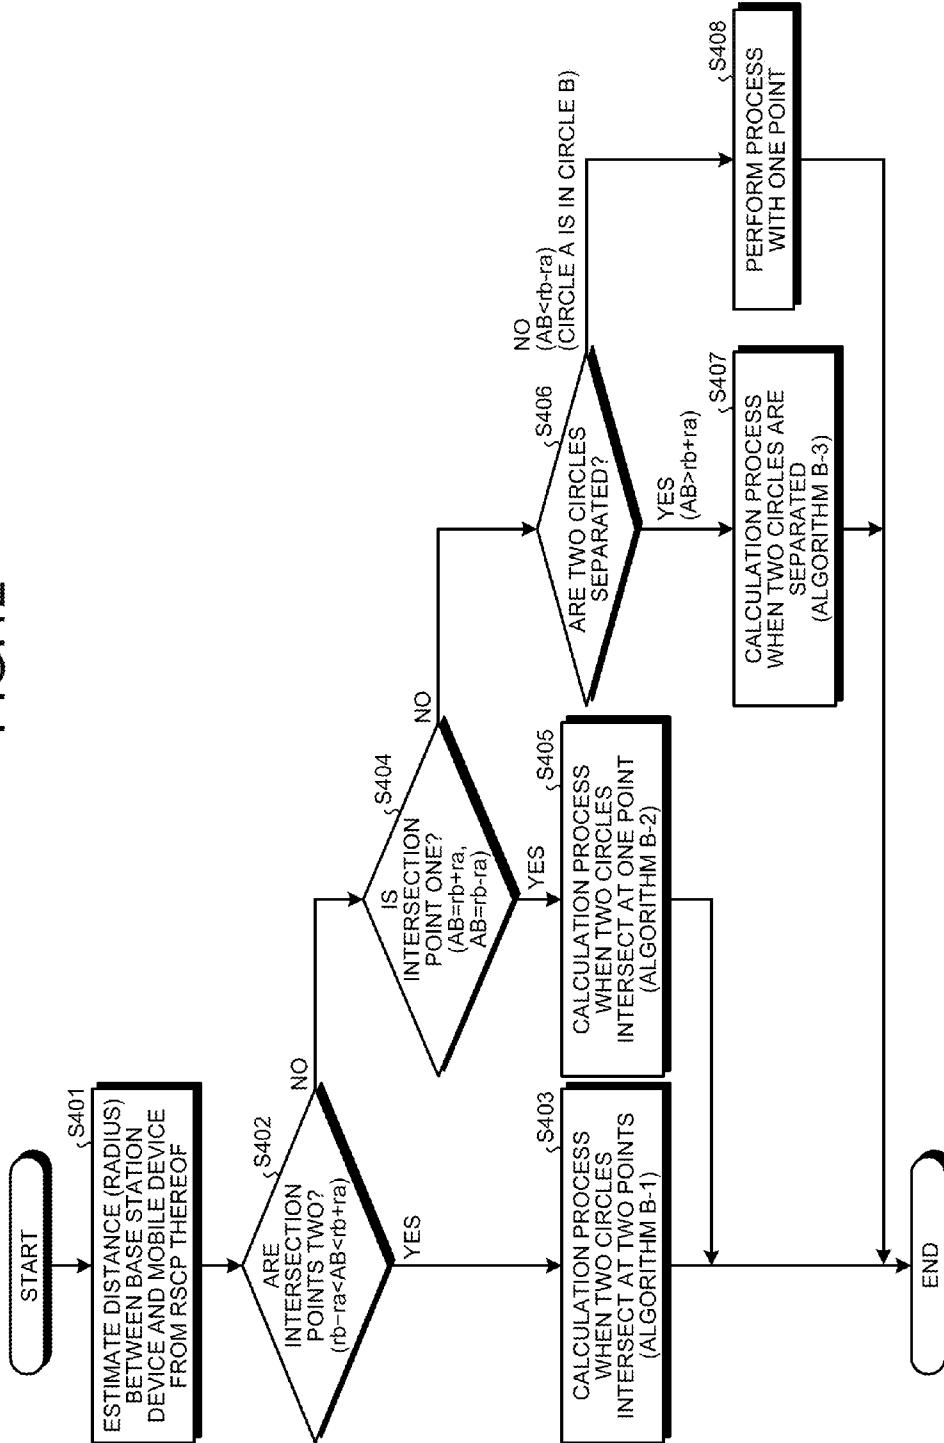 START
S401
ESTIMATE DISTANCE (RADIUS)
BETWEEN BASE STATION
DEVICE AND MOBILE DEVICE
FROM RSCP THEREOF
S402
ARE
INTERSECTION
POINTS TWO?
(rb-ra<AB<rb+ra)
NO
YES
S403
CALCULATION PROCESS
WHEN TWO CIRCLES
INTERSECT AT TWO POINTS
(ALGORITHM B-1)
S404
IS
INTERSECTION
POINT ONE?
(AB=rb+ra,
AB=rb-ra)
NO
YES
S405
CALCULATION PROCESS
WHEN TWO CIRCLES
INTERSECT AT ONE POINT
(ALGORITHM B-2)
S406
ARE TWO CIRCLES
SEPARATED?
NO
(AB<rb-ra)
(CIRCLE A IS IN CIRCLE B)
YES
(AB>rb+ra)
S407
CALCULATION PROCESS
WHEN TWO CIRCLES ARE
SEPARATED
(ALGORITHM B-3)
S408
PERFORM PROCESS
WITH ONE POINT
END